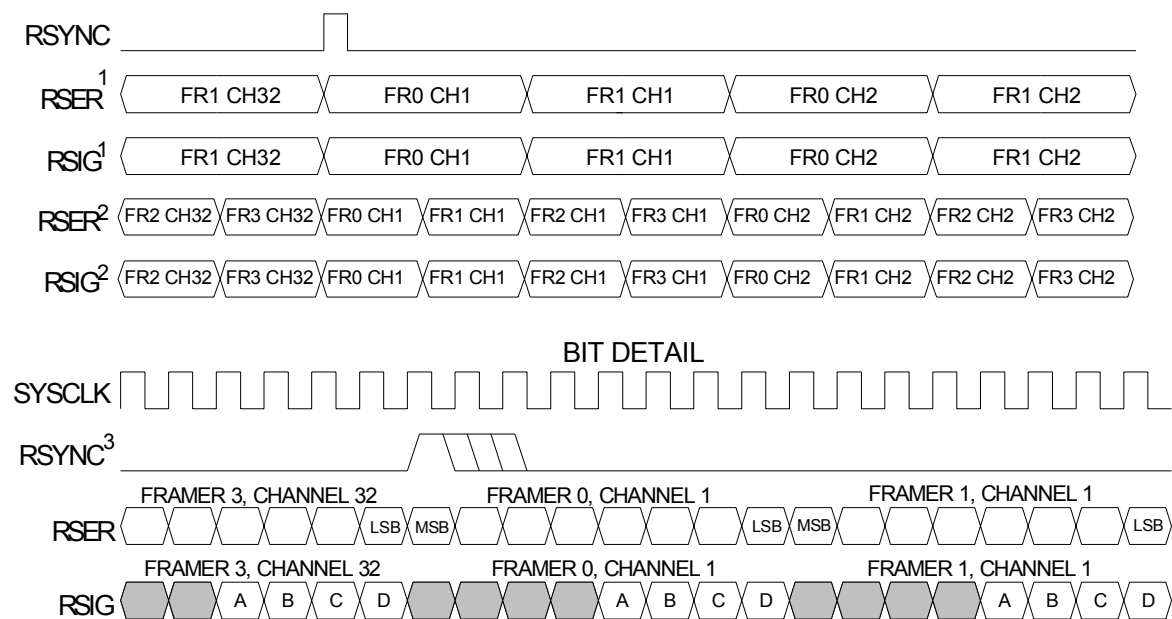 RSYNC
RSER1 FR1 CH32 FR0 CH1 FR1 CH1 FR0 CH2 FR1 CH2
RSIG1 FR1 CH32 FR0 CH1 FR1 CH1 FR0 CH2 FR1 CH2
RSER2 FR2 CH32 FR3 CH32 FR0 CH1 FR1 CH1 FR2 CH1 FR3 CH1 FR0 CH2 FR1 CH2 FR2 CH2 FR3 CH2
RSIG2 FR2 CH32 FR3 CH32 FR0 CH1 FR1 CH1 FR2 CH1 FR3 CH1 FR0 CH2 FR1 CH2 FR2 CH2 FR3 CH2
BIT DETAIL
SYSCLK
RSYNC3
FRAMER 3, CHANNEL 32 FRAMER 0, CHANNEL 1 FRAMER 1, CHANNEL 1
RSER LSB MSB LSB MSB LSB
FRAMER 3, CHANNEL 32 FRAMER 0, CHANNEL 1 FRAMER 1, CHANNEL 1
RSIG A B C D A B C D A B C D